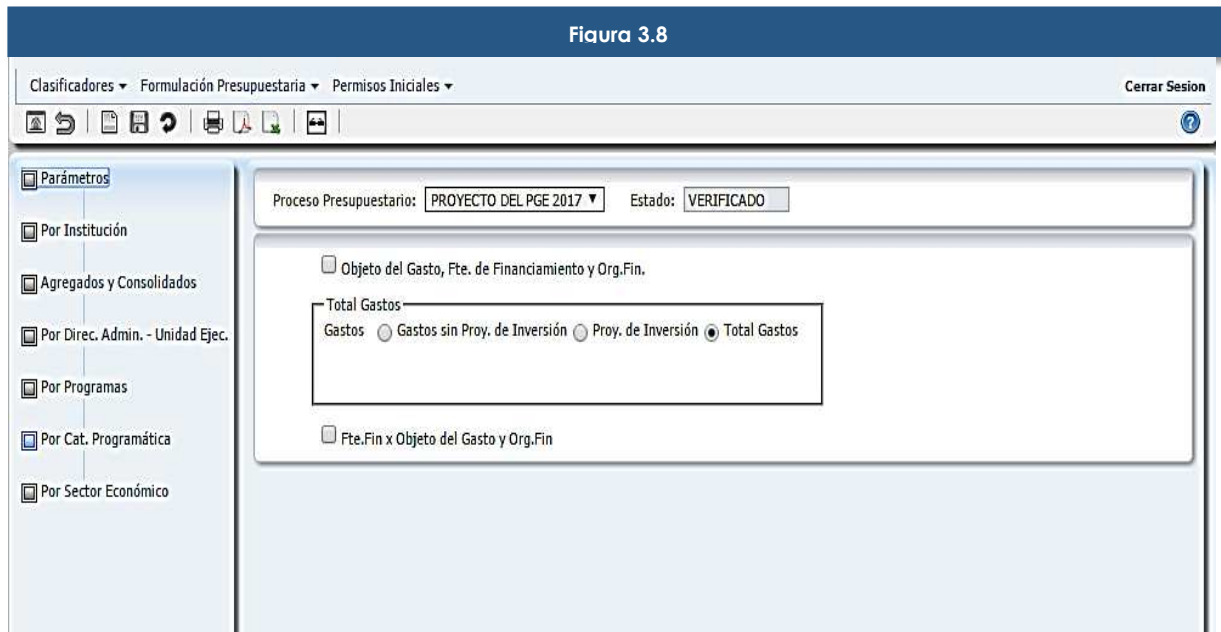 Figura 3.8
Clasificadores Formulación Presupuestaria Permisos Iniciales Cerrar Sesion
Parámetros
Por Institución
Agregados y Consolidados
Por Direc. Admin. - Unidad Ejec.
Por Programas
Por Cat. Programática
Por Sector Económico
Proceso Presupuestario: PROYECTO DEL PGE 2017 Estado: VERIFICADO
Objeto del Gasto, Fte. de Financiamiento y Org.Fin.
Total Gastos
Gastos Gastos sin Proy. de Inversión Proy. de Inversión Total Gastos
Fte.Fin x Objeto del Gasto y Org.Fin